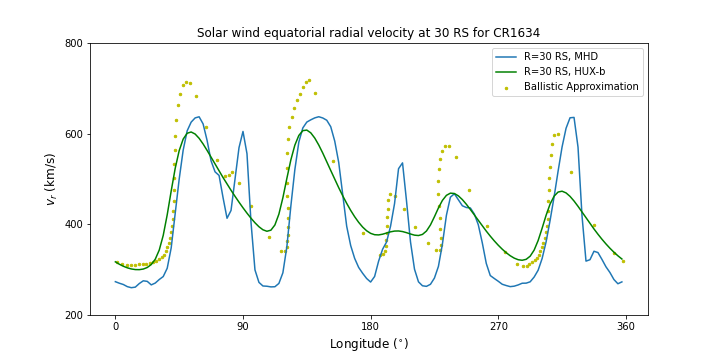 Solar wind equatorial radial velocity at 30 RS for CR1634
800
600
400
200
v_r (km/s)
R=30 RS, MHD
R=30 RS, HUX-b
Ballistic Approximation
0
90
180
270
360
Longitude (°)